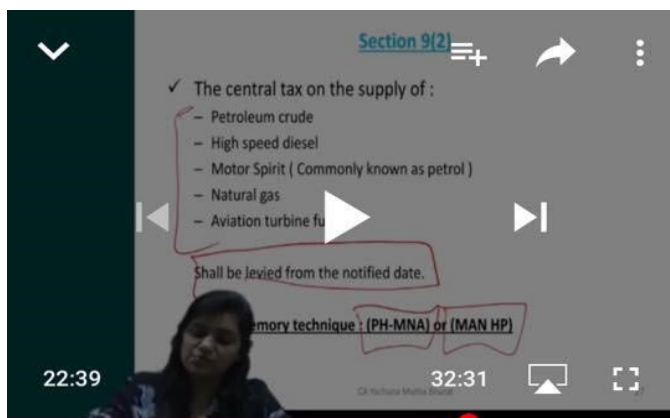 Section 9(2)
✓ The central tax on the supply of :
– Petroleum crude
– High speed diesel
– Motor Spirit ( Commonly known as petrol )
– Natural gas
– Aviation turbine fu
Shall be levied from the notified date.
emory technique : (PH-MNA) or (MAN HP)
22:39
32:31